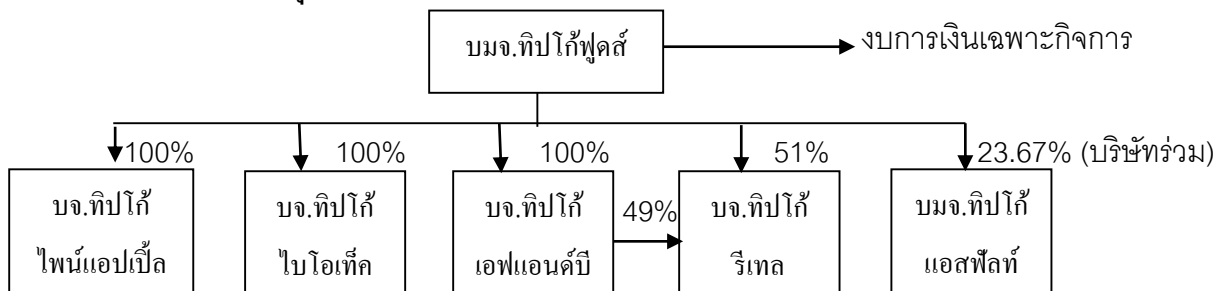 บมจ.ทิปโก้ฟูดส์
งบการเงินเฉพาะกิจการ
100%
100%
100%
51%
23.67% (บริษัทร่วม)
บจ.ทิปโก้
ไพน์แอปเปิ้ล
บจ.ทิปโก้
ไบโอเท็ค
บจ.ทิปโก้
เอฟแอนด์บี
49%
บจ.ทิปโก้
รีเทล
บมจ.ทิปโก้
แอสฟัลท์